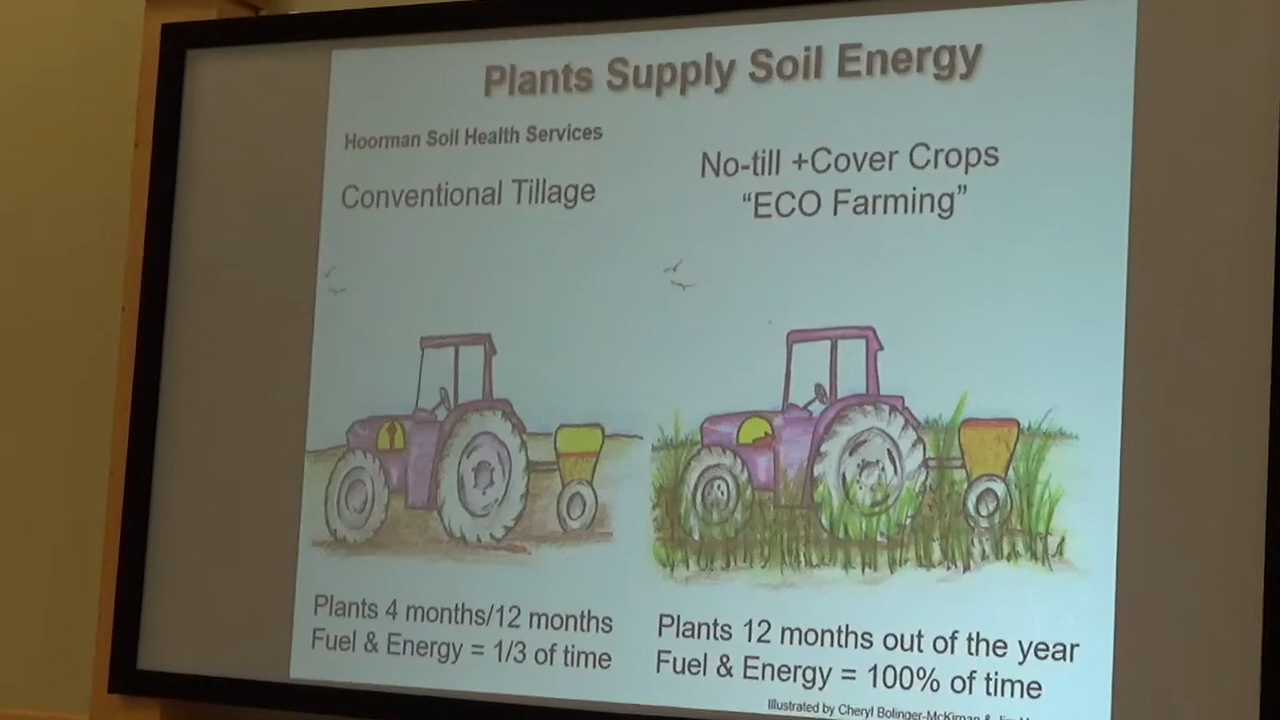 Plants Supply Soil Energy
Hoorman Soil Health Services
Conventional Tillage
No-till +Cover Crops
“ECO Farming”
Plants 4 months/12 months
Fuel & Energy = 1/3 of time
Plants 12 months out of the year
Fuel & Energy = 100% of time
Illustrated by Cheryl Bolinger-McKirnan &